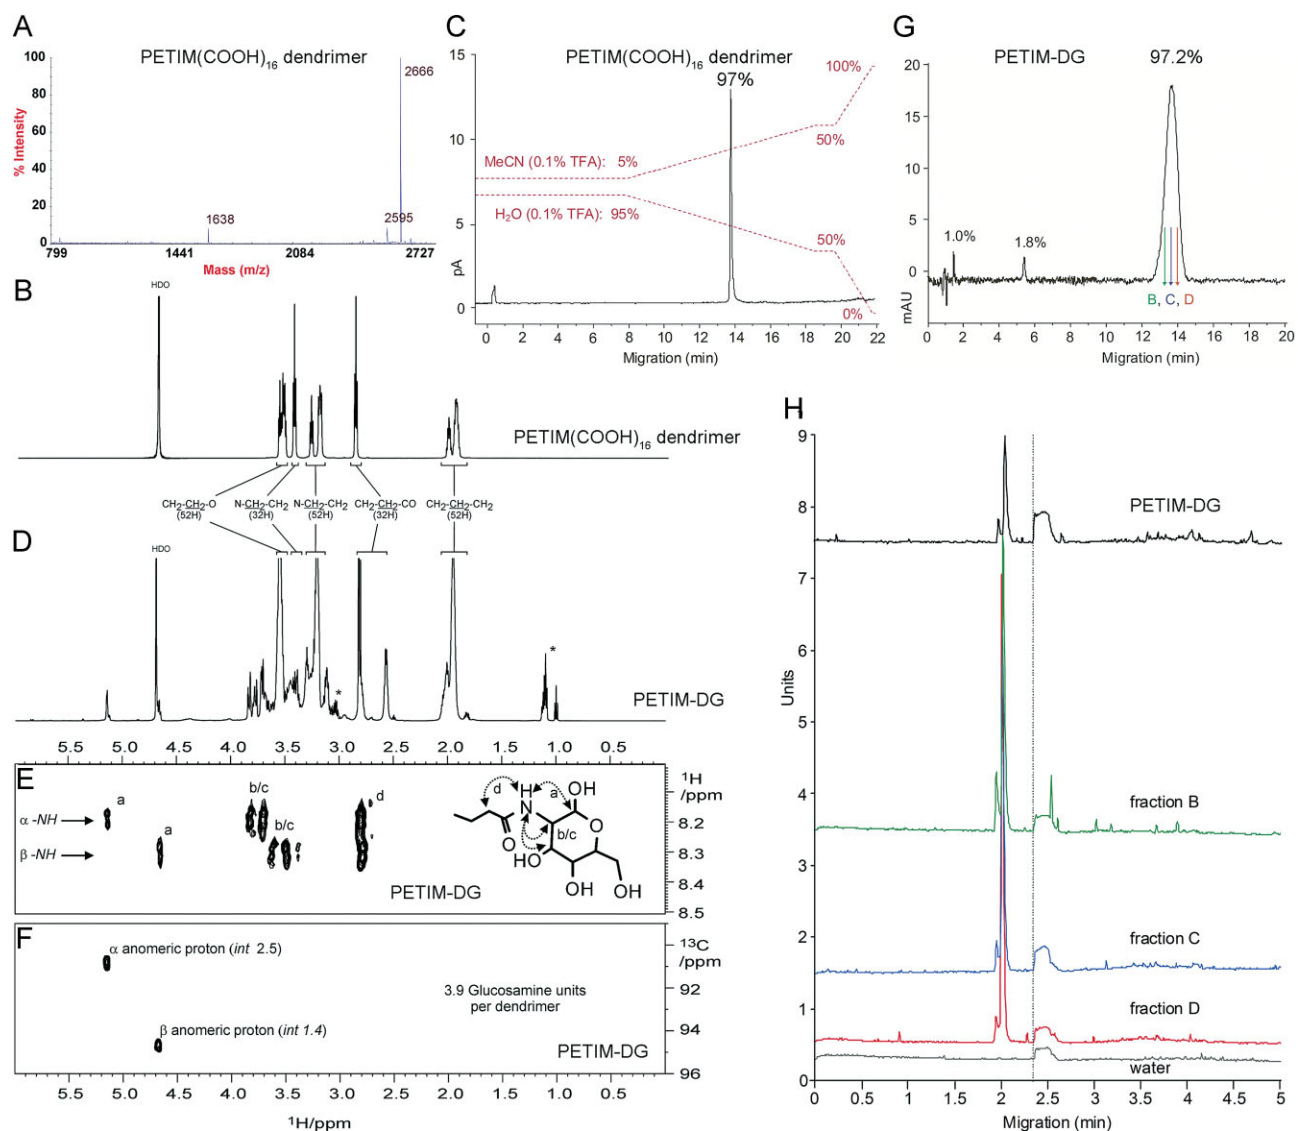 A
PETIM(COOH)16 dendrimer
100
80
60
40
20
0
% Intensity
2666
1638
2595
799
1441
2084
2727
Mass (m/z)
B
HDO
PETIM(COOH)16 dendrimer
CH2-CH2-O
(52H)
N-CH2-CH2
(32H)
N-CH2-CH2
(52H)
CH2-CH2-CO
(32H)
CH2-CH2-CH2
(52H)
C
PETIM(COOH)16 dendrimer
97%
100%
50%
MeCN (0.1% TFA): 5%
H2O (0.1% TFA): 95%
50%
0%
15
10
5
0
pA
0 2 4 6 8 10 12 14 16 18 20 22
Migration (min)
D
HDO
*
*
PETIM-DG
5.5 5.0 4.5 4.0 3.5 3.0 2.5 2.0 1.5 1.0 0.5
E
a
b/c
d
α -NH
a
b/c
β -NH
PETIM-DG
d
H
N
a
OH
O
b/c
O
HO
OH
OH
1H
/ppm
8.2
8.3
8.4
8.5
F
α anomeric proton (int 2.5)
β anomeric proton (int 1.4)
3.9 Glucosamine units
per dendrimer
PETIM-DG
13C
/ppm
92
94
96
5.5 5.0 4.5 4.0 3.5 3.0 2.5 2.0 1.5 1.0 0.5
1H/ppm
G
PETIM-DG
97.2%
20
15
10
5
0
mAU
1.0%
1.8%
B, C, D
0 2 4 6 8 10 12 14 16 18 20
Migration (min)
H
9
8
7
6
5
4
3
2
1
0
Units
PETIM-DG
fraction B
fraction C
fraction D
water
0 0.5 1 1.5 2 2.5 3 3.5 4 4.5 5
Migration (min)